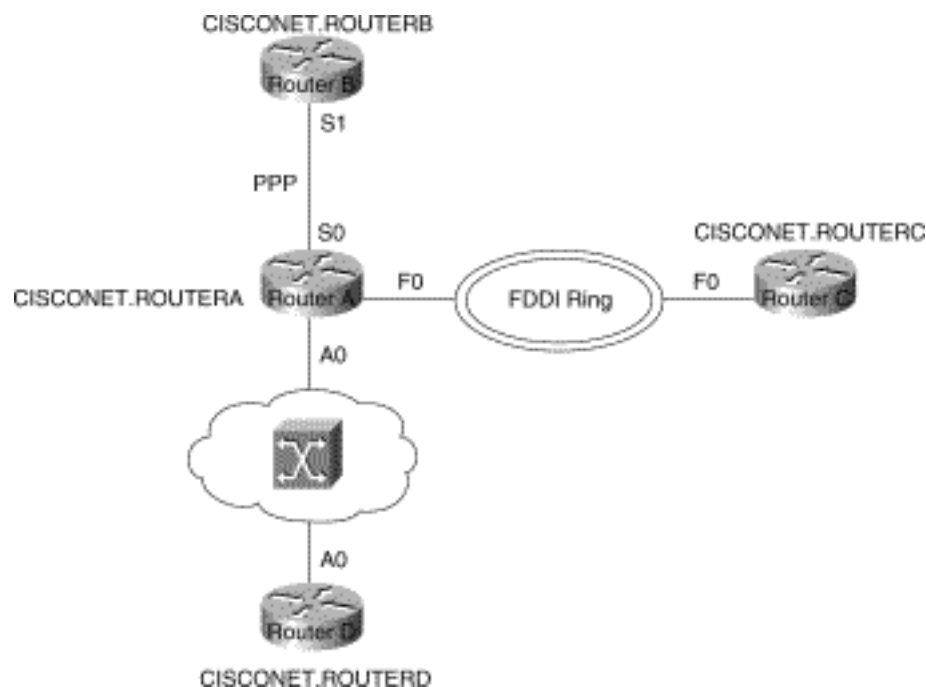 CISCONET.ROUTERB
Router B
S1
PPP
S0
CISCONET.ROUTERC
CISCONET.ROUTERA
Router A
F0
FDDI Ring
F0
Router C
A0
A0
Router D
CISCONET.ROUTERD